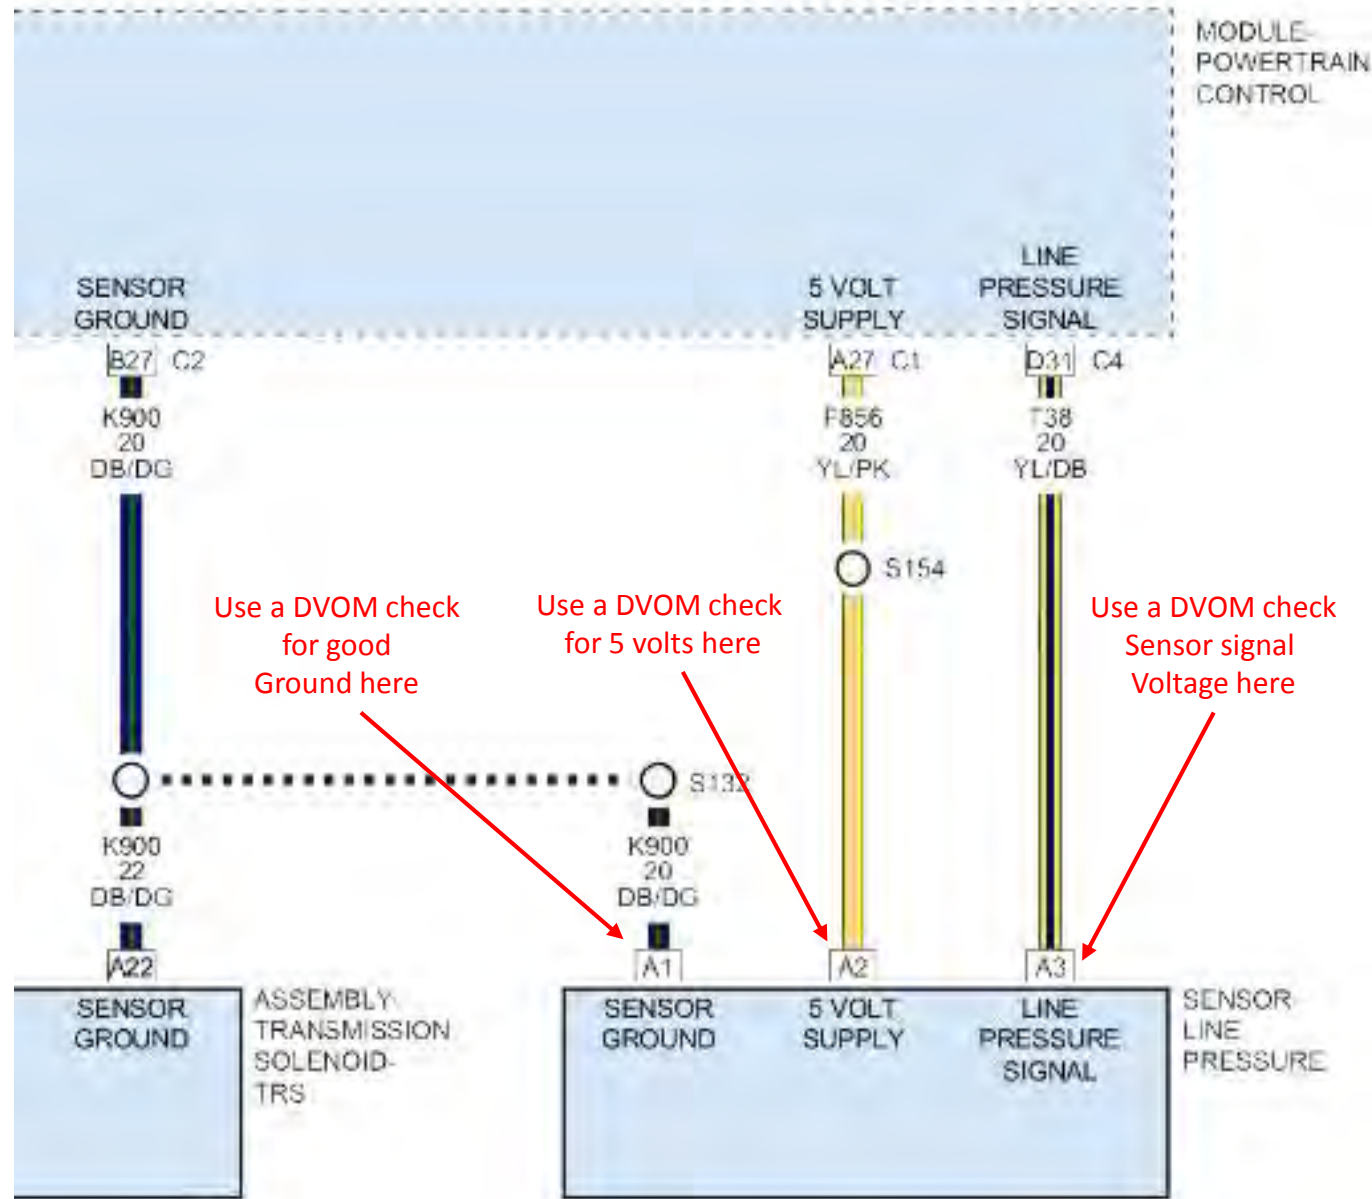 MODULE-
POWERTRAIN
CONTROL
SENSOR
GROUND
5 VOLT
SUPPLY
LINE
PRESSURE
SIGNAL
B27 C2
A27 C1
D31 C4
K900
20
DB/DG
F856
20
YL/PK
T38
20
YL/DB
S154
Use a DVOM check
for good
Ground here
Use a DVOM check
for 5 volts here
Use a DVOM check
Sensor signal
Voltage here
S132
K900
22
DB/DG
K900
20
DB/DG
A22
A1
A2
A3
SENSOR
GROUND
ASSEMBLY-
TRANSMISSION
SOLENOID-
TRS
SENSOR
GROUND
5 VOLT
SUPPLY
LINE
PRESSURE
SIGNAL
SENSOR-
LINE
PRESSURE